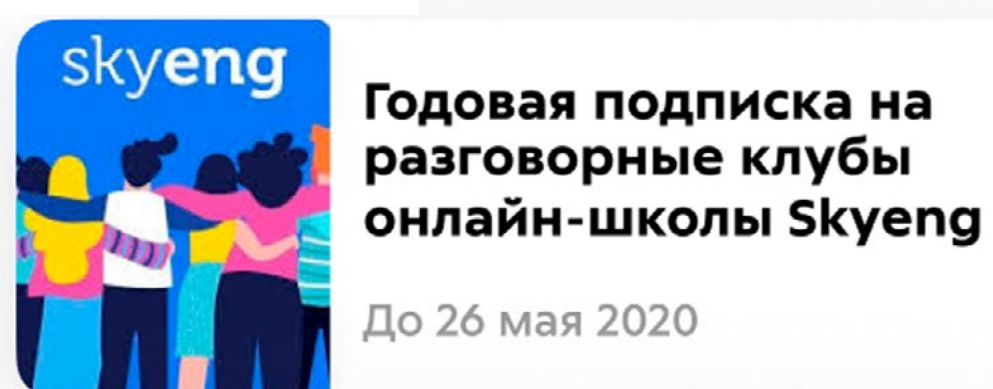 skyeng
Годовая подписка на
разговорные клубы
онлайн-школы Skyeng
До 26 мая 2020